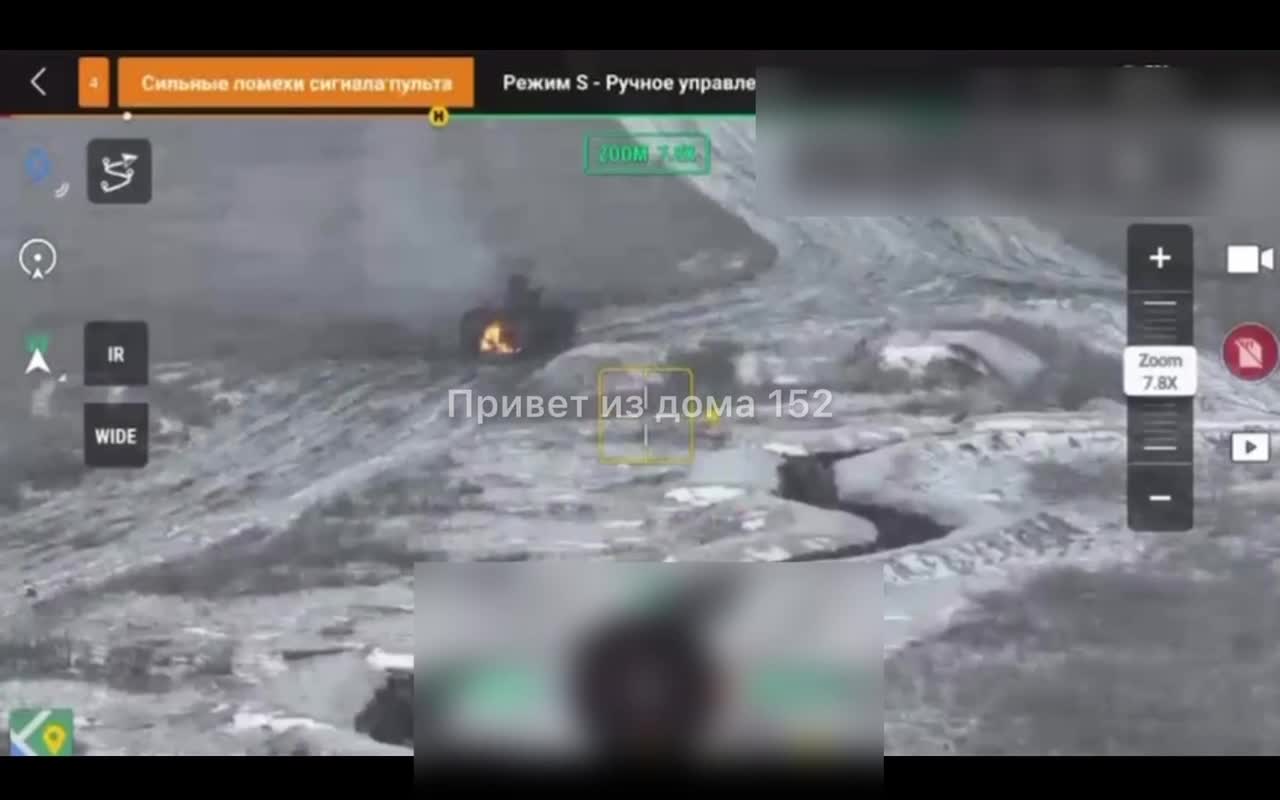 4
Сильные помехи сигнала пульта
Режим S - Ручное управле
H
ZOOM 7.8X
IR
Zoom
7.8X
Привет из дома 152
WIDE